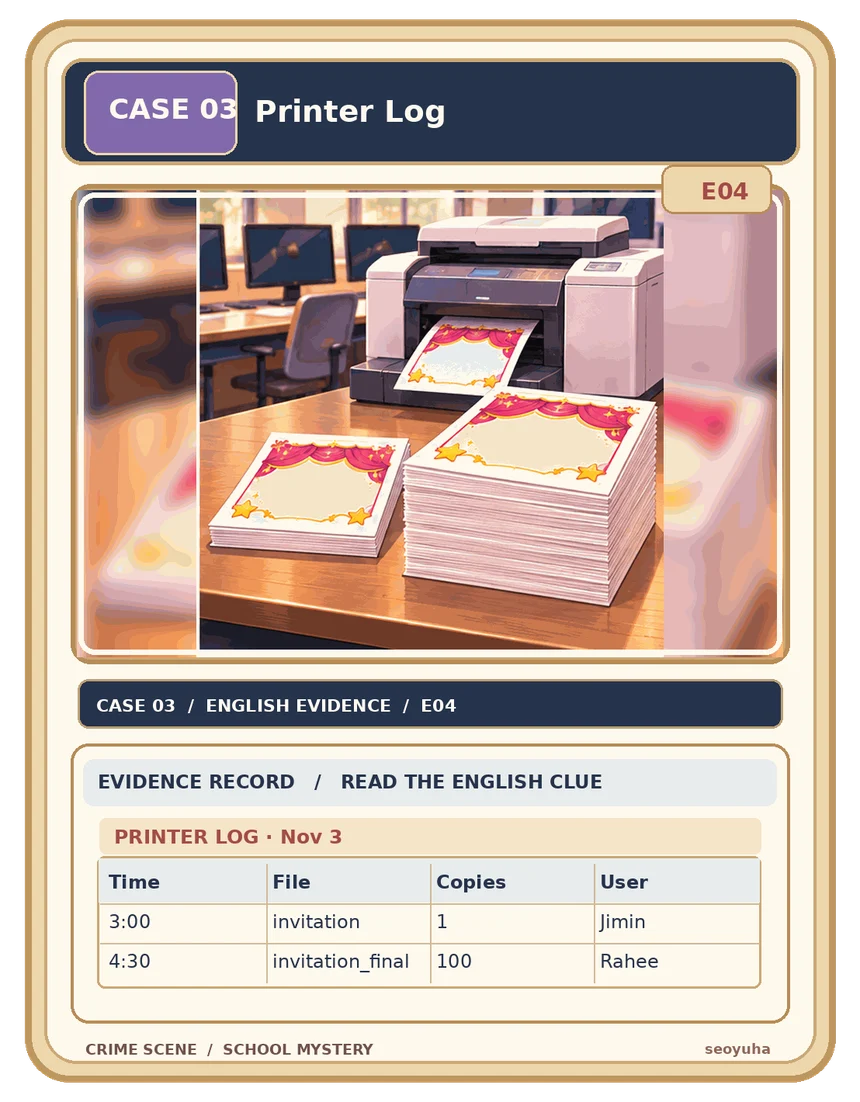 CASE 03 Printer Log
E04
CASE 03 / ENGLISH EVIDENCE / E04
EVIDENCE RECORD / READ THE ENGLISH CLUE
PRINTER LOG · Nov 3
Time File Copies User
3:00 invitation 1 Jimin
4:30 invitation_final 100 Rahee
CRIME SCENE / SCHOOL MYSTERY seoyuha